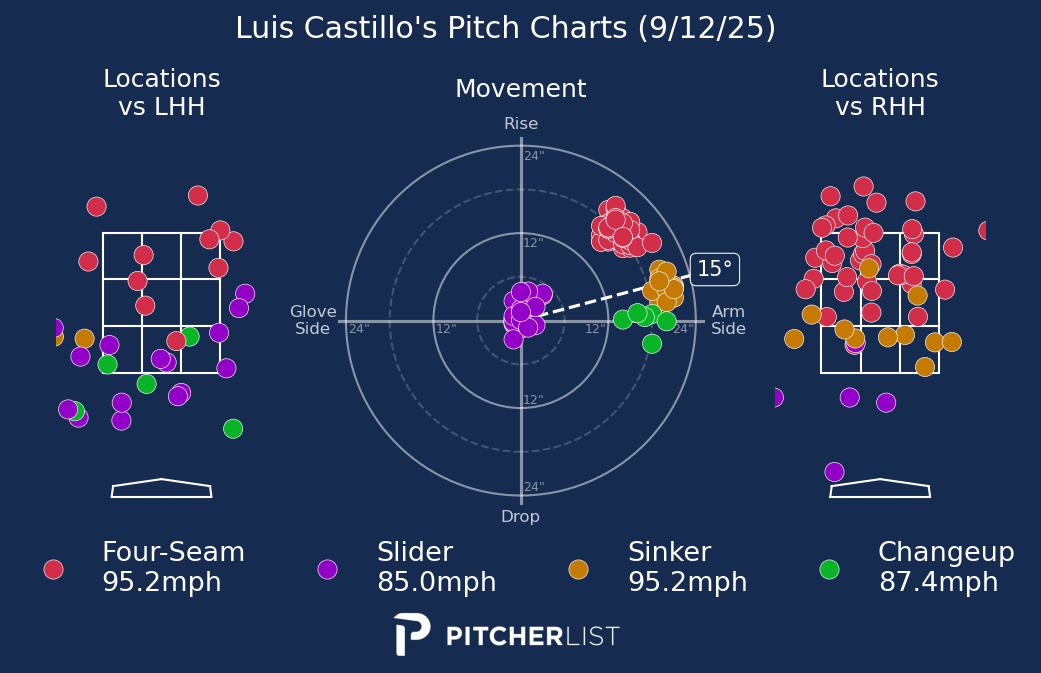 Luis Castillo's Pitch Charts (9/12/25)
Locations
vs LHH
Movement
Locations
vs RHH
Rise
24"
12"
15°
Glove
Side
24"
12"
12"
24"
Arm
Side
12"
24"
Drop
Four-Seam
95.2mph
Slider
85.0mph
Sinker
95.2mph
Changeup
87.4mph
PITCHERLIST